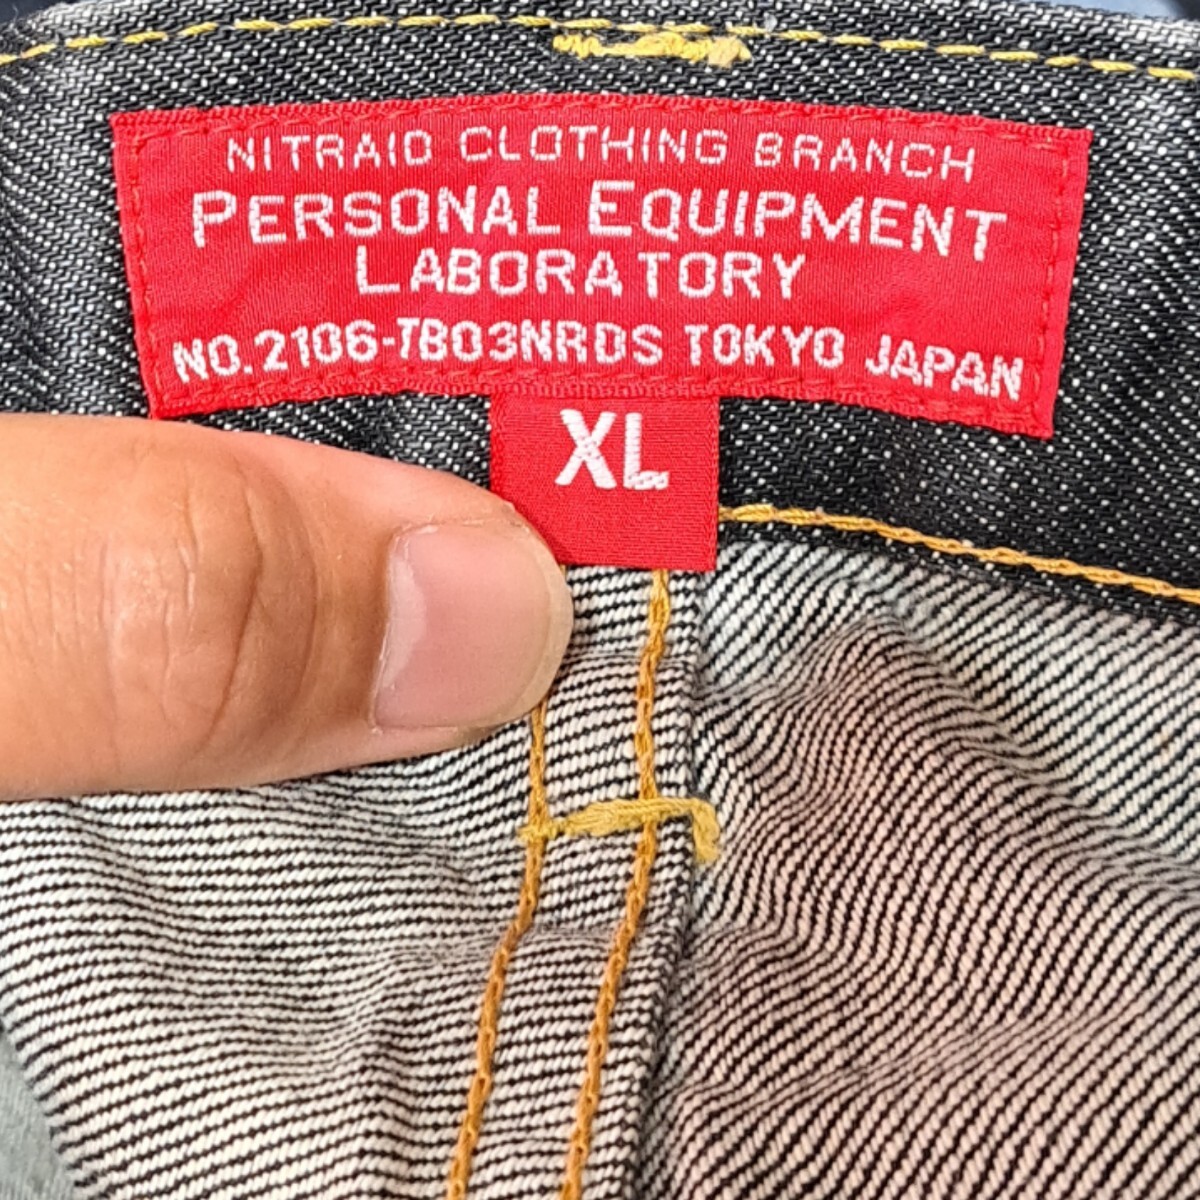 NITRAID CLOTHING BRANCH
PERSONAL EQUIPMENT
LABORATORY
NO.2106-TB03NRDS TOKYO JAPAN
XL